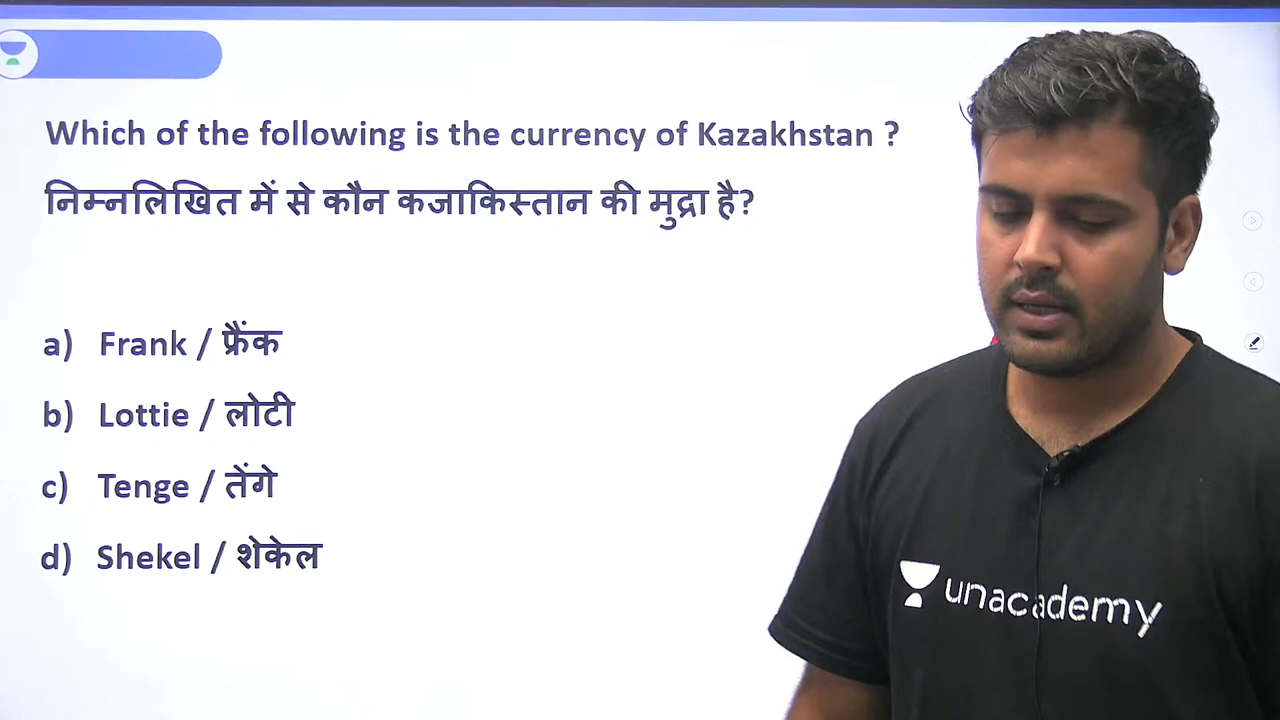 Which of the following is the currency of Kazakhstan ?
निम्नलिखित में से कौन कजाकिस्तान की मुद्रा है?
a) Frank / फ्रैंक
b) Lottie / लोटी
c) Tenge / तेंगे
d) Shekel / शेकेल
unacademy